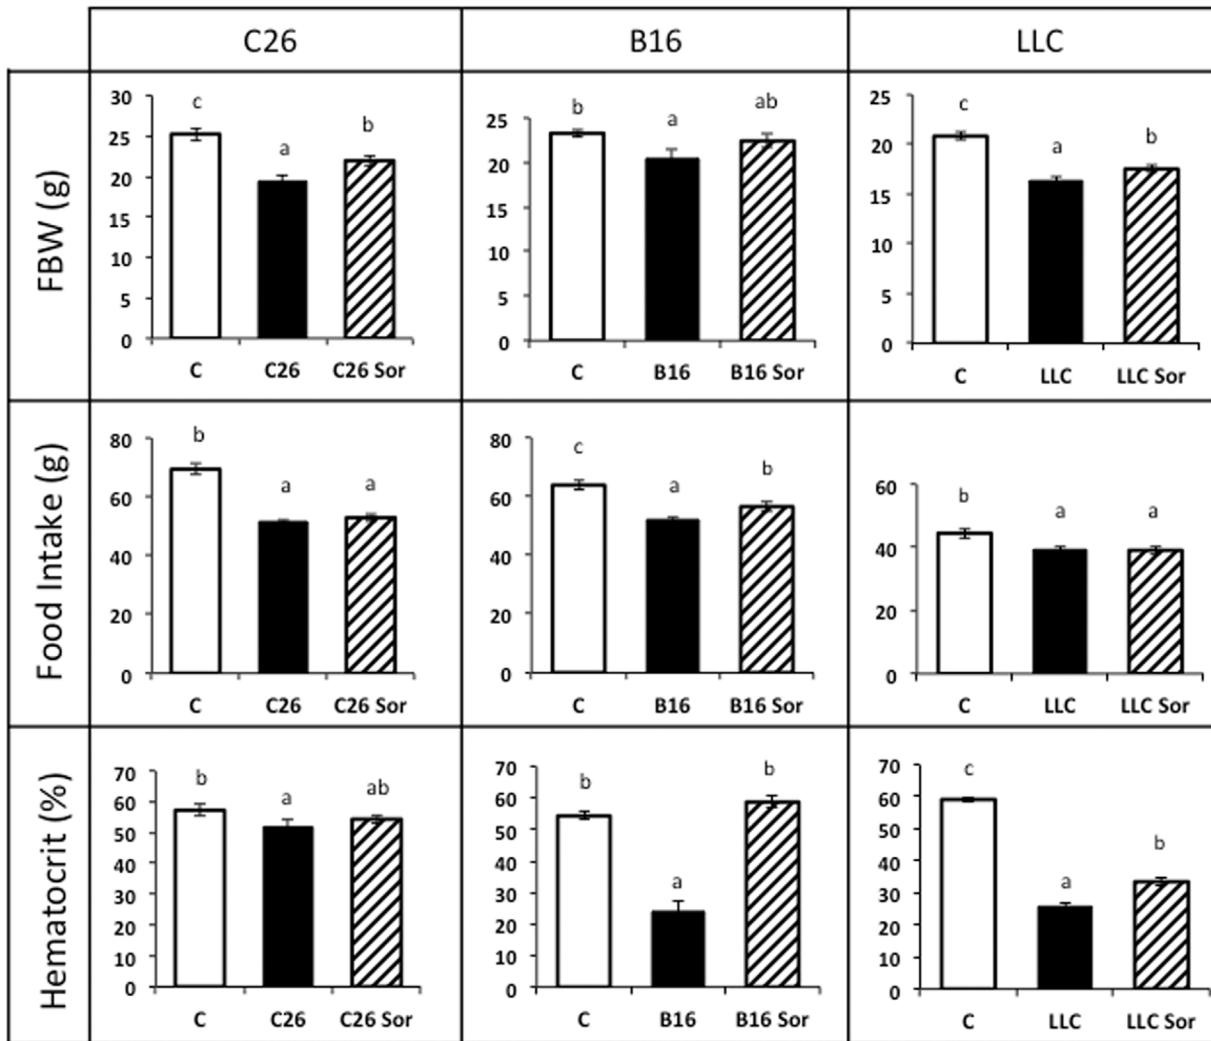 C26 B16 LLC
FBW (g)
30
25
20
15
10
5
0
c a b
C C26 C26 Sor
25
20
15
10
5
0
b a ab
C B16 B16 Sor
25
20
15
10
5
0
c a b
C LLC LLC Sor
Food Intake (g)
80
60
40
20
0
b a a
C C26 C26 Sor
80
60
40
20
0
c a b
C B16 B16 Sor
60
40
20
0
b a a
C LLC LLC Sor
Hematocrit (%)
70
60
50
40
30
20
10
0
b a ab
C C26 C26 Sor
70
60
50
40
30
20
10
0
b a b
C B16 B16 Sor
70
60
50
40
30
20
10
0
c a b
C LLC LLC Sor